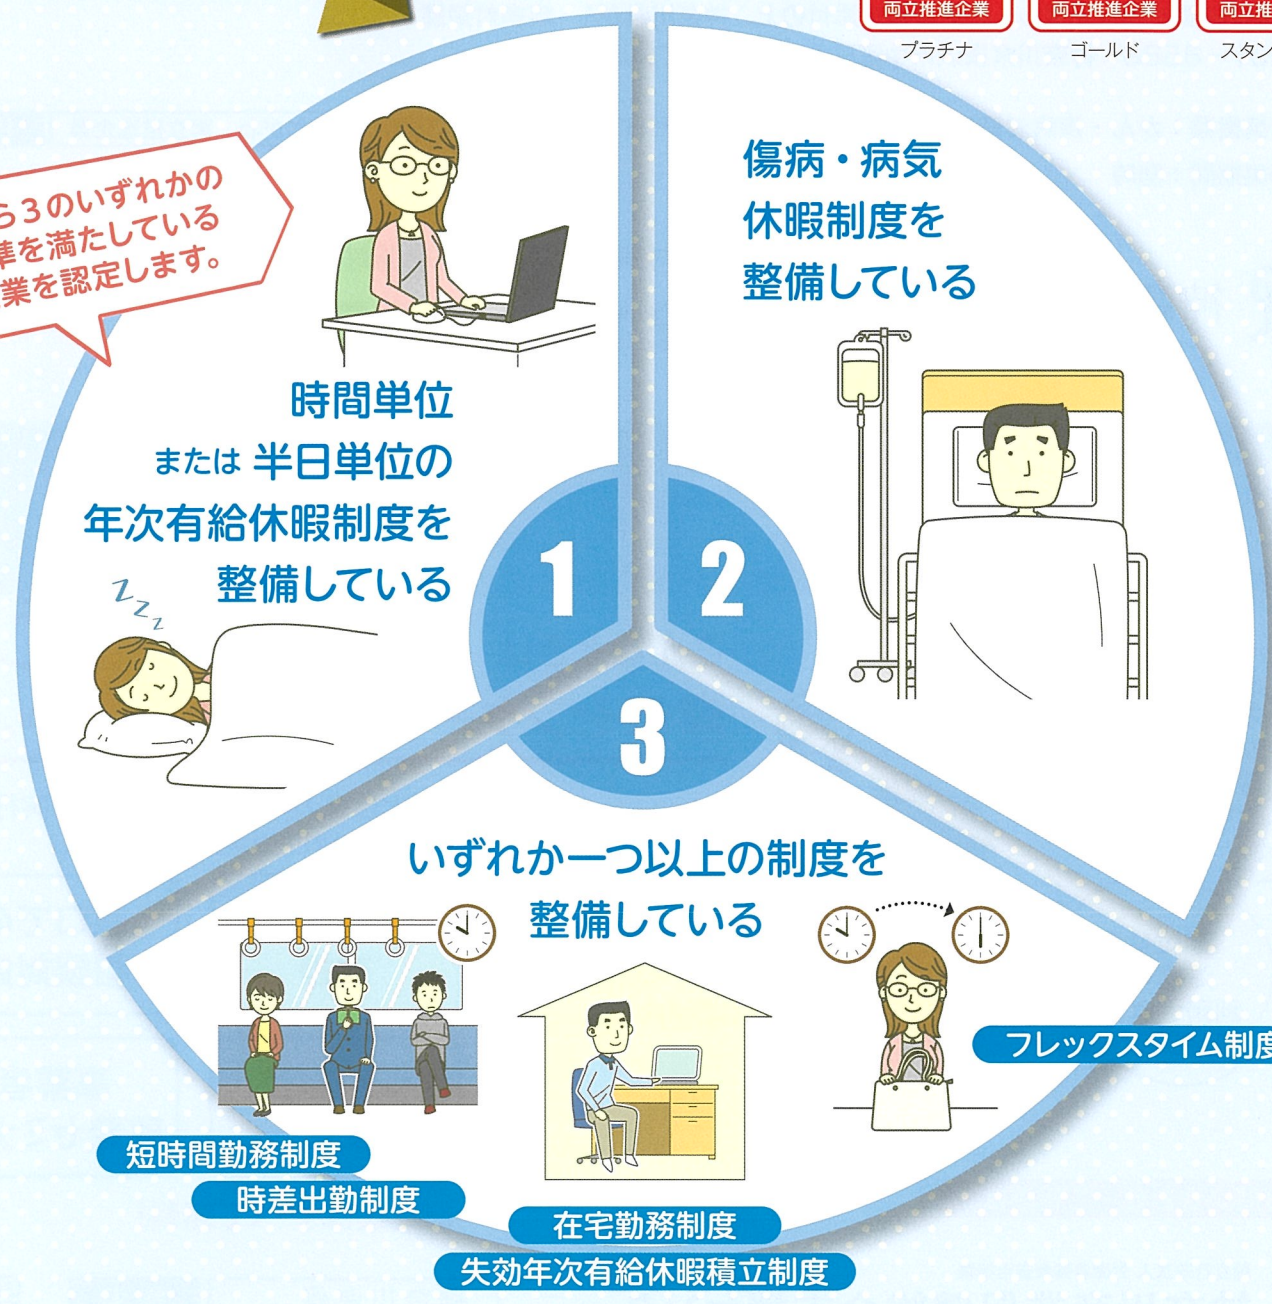 両立推進企業
両立推進企業
両立推
プラチナ
ゴールド
スタン
ら3のいずれかの
準を満たしている
業を認定します。
時間単位
または 半日単位の
年次有給休暇制度を
整備している
zzz
1
傷病・病気
休暇制度を
整備している
2
3
いずれか一つ以上の制度を
整備している
フレックスタイム制度
短時間勤務制度
時差出勤制度
在宅勤務制度
失効年次有給休暇積立制度